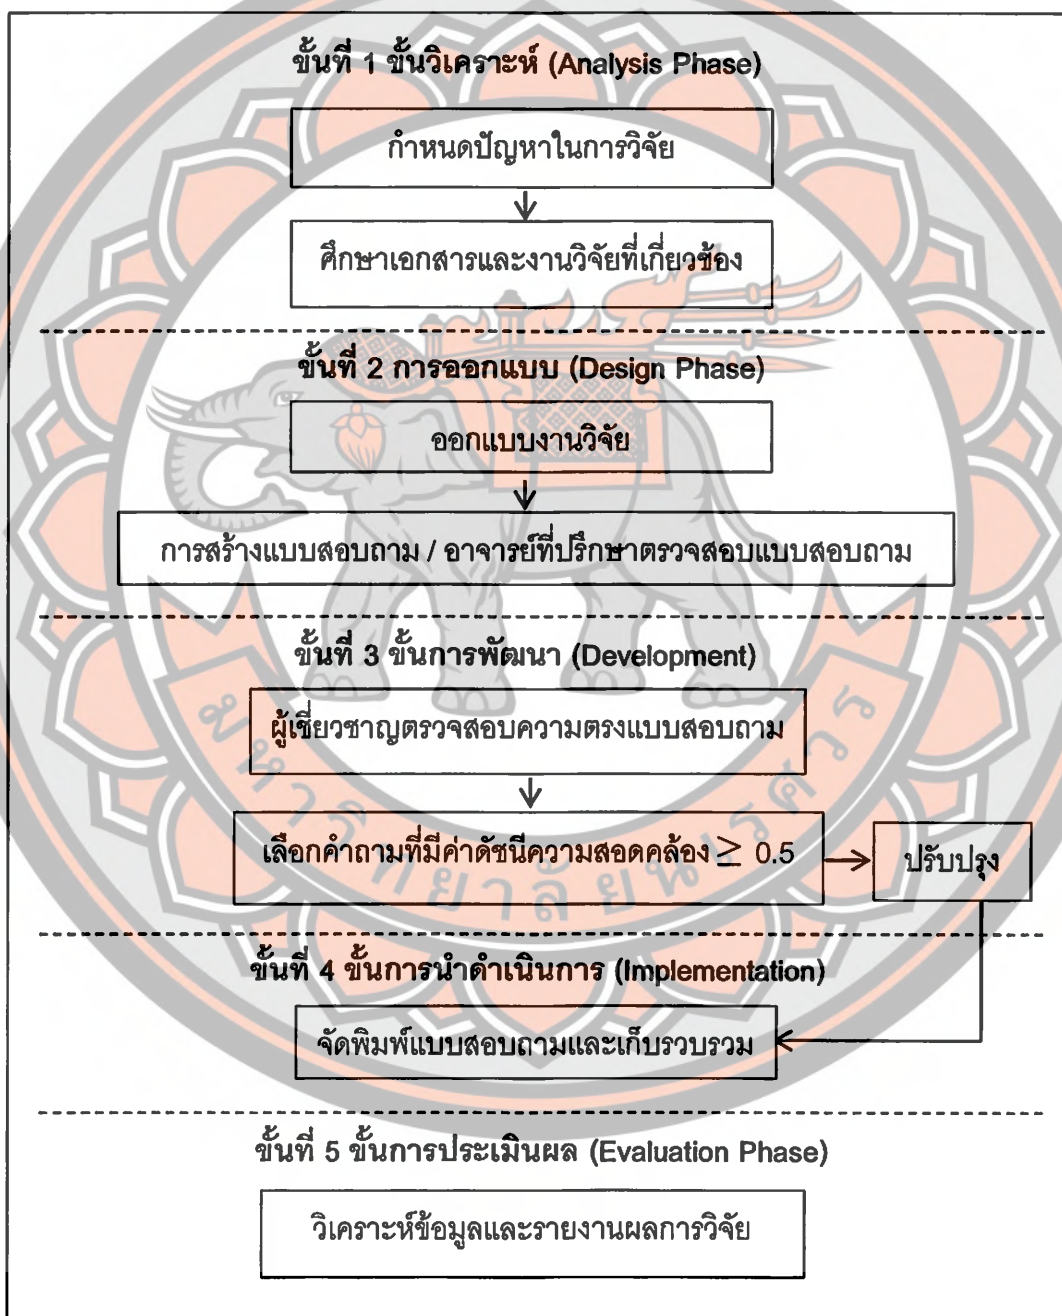 ขั้นที่ 1 ขั้นวิเคราะห์ (Analysis Phase)
กำหนดปัญหาในการวิจัย
ศึกษาเอกสารและงานวิจัยที่เกี่ยวข้อง
ขั้นที่ 2 การออกแบบ (Design Phase)
ออกแบบงานวิจัย
การสร้างแบบสอบถาม / อาจารย์ที่ปรึกษาตรวจสอบแบบสอบถาม
ขั้นที่ 3 ขั้นการพัฒนา (Development)
ผู้เชี่ยวชาญตรวจสอบความตรงแบบสอบถาม
เลือกคำถามที่มีค่าดัชนีความสอดคล้อง ≥ 0.5
ปรับปรุง
มหาวิทยาลัยนเรศวร
ขั้นที่ 4 ขั้นการนำดำเนินการ (Implementation)
จัดพิมพ์แบบสอบถามและเก็บรวบรวม
ขั้นที่ 5 ขั้นการประเมินผล (Evaluation Phase)
วิเคราะห์ข้อมูลและรายงานผลการวิจัย